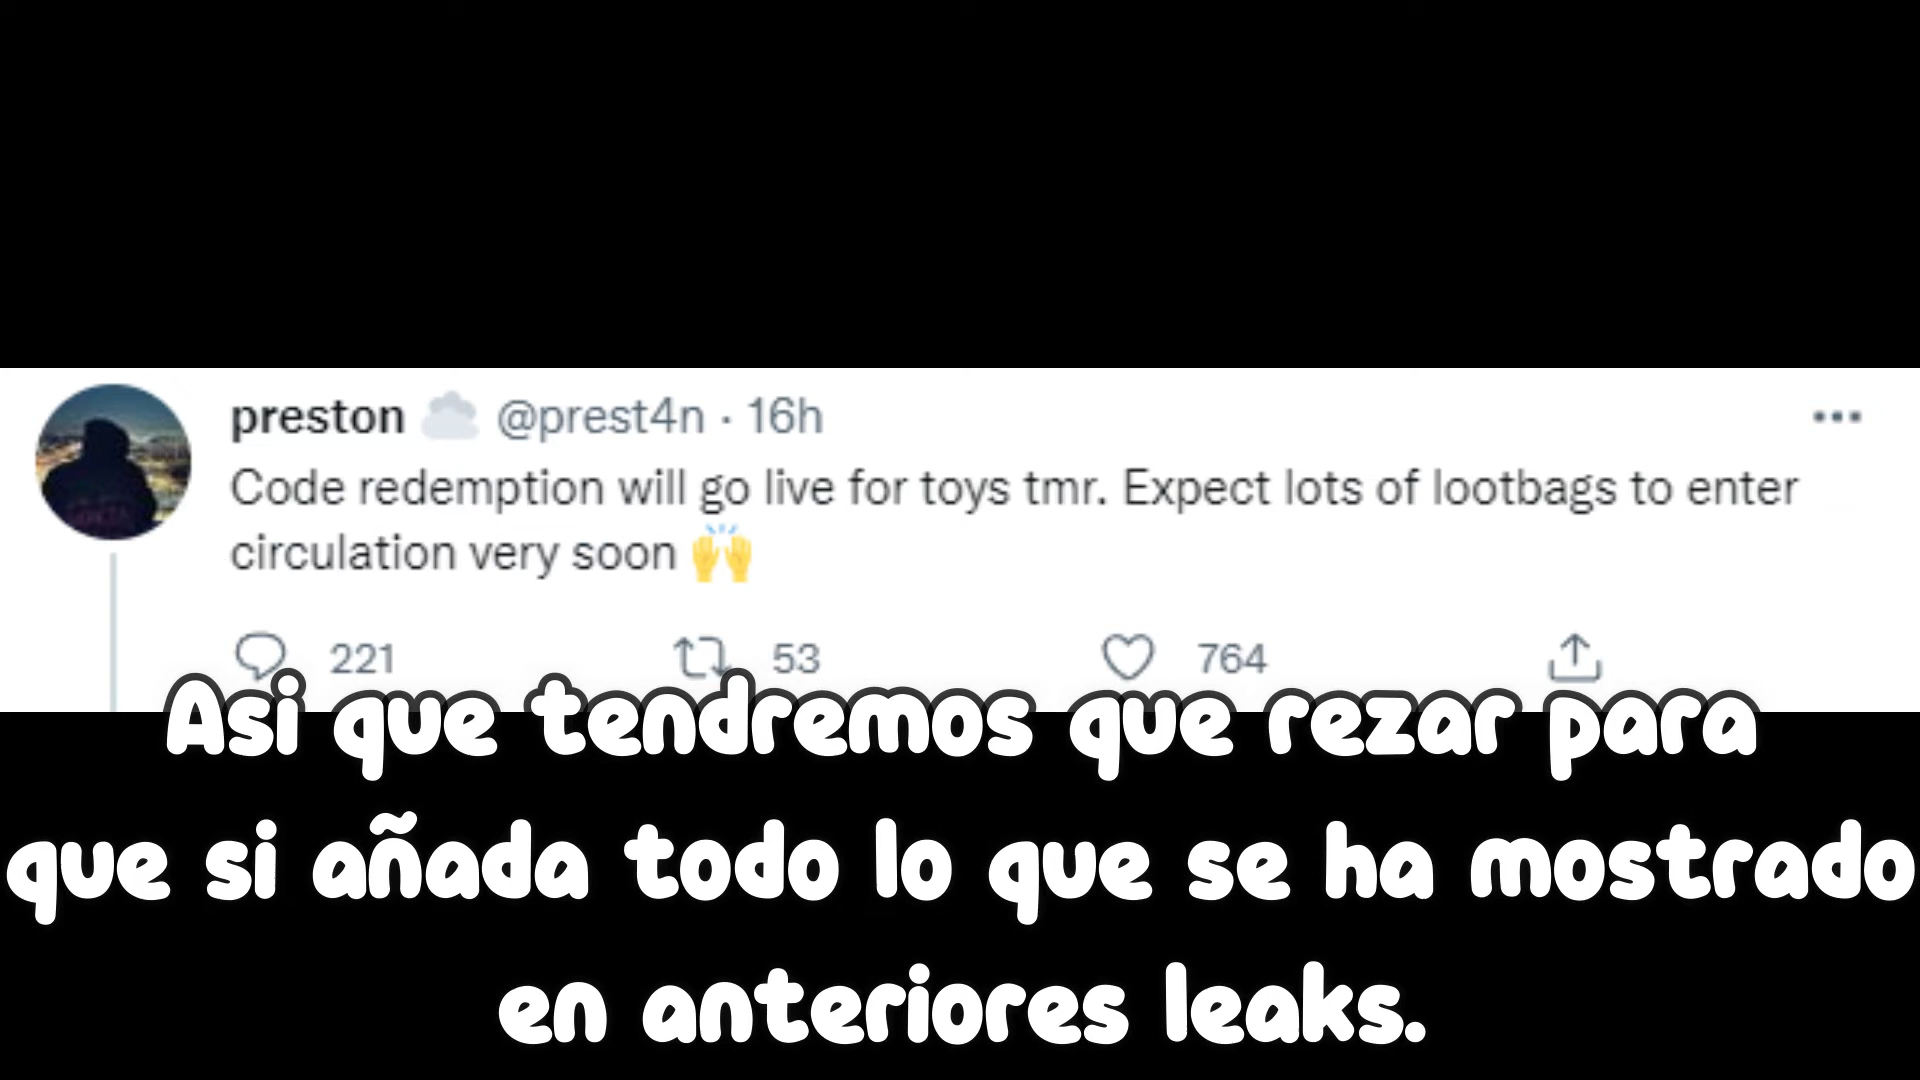 preston @prest4n · 16h
Code redemption will go live for toys tmr. Expect lots of lootbags to enter
circulation very soon 🙌
221 53 764
Asi que tendremos que rezar para
que si añada todo lo que se ha mostrado
en anteriores leaks.